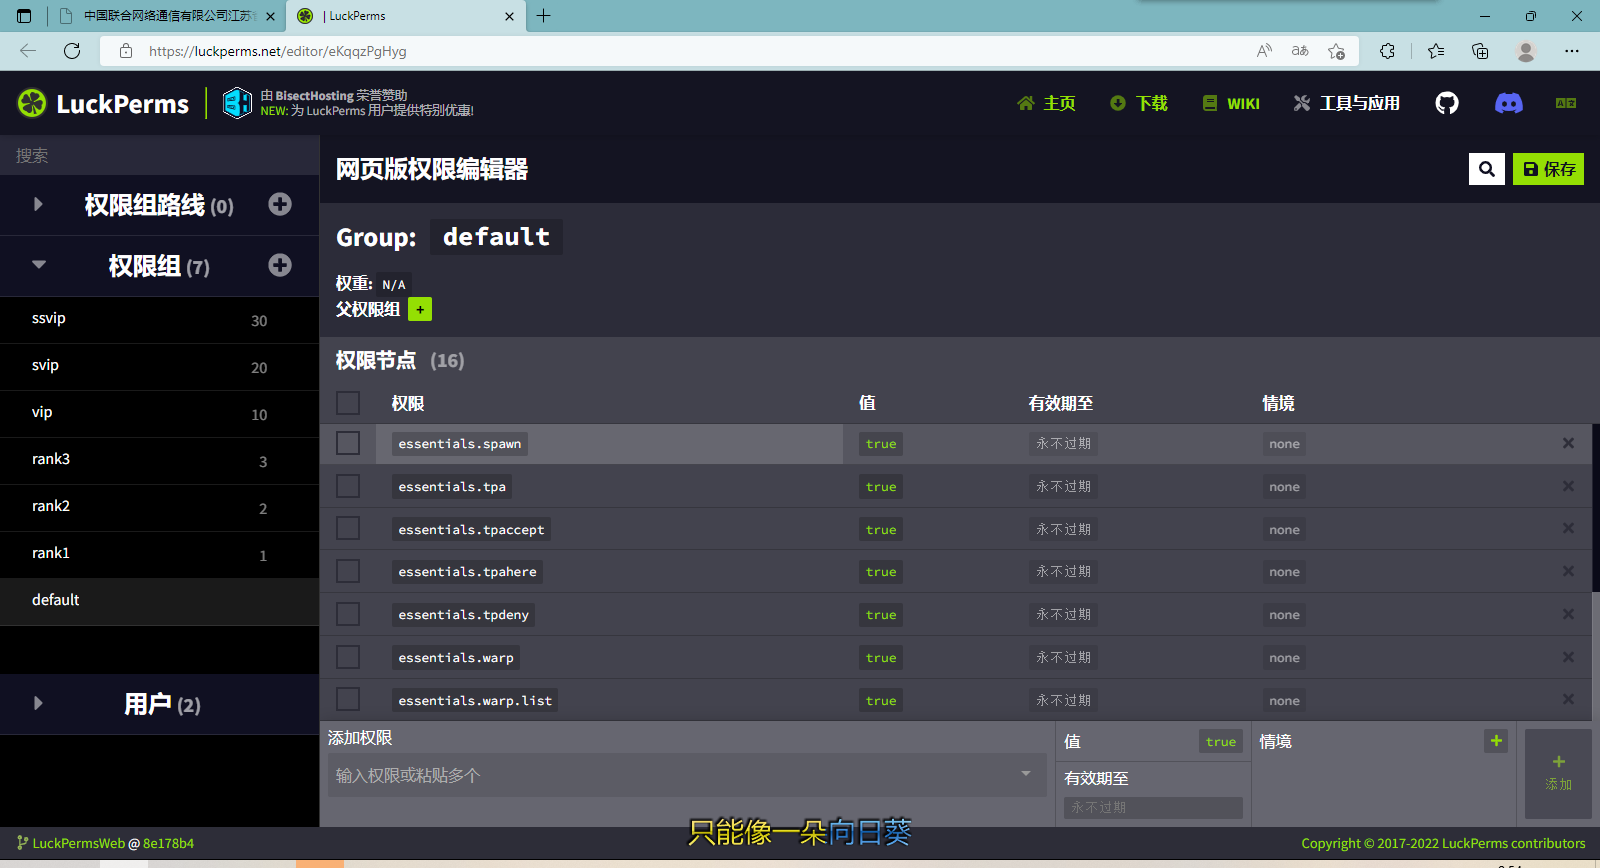 中国联合网络通信有限公司江苏
| LuckPerms
https://luckperms.net/editor/eKqqzPgHyg
LuckPerms
由 BisectHosting 荣誉赞助
NEW: 为 LuckPerms 用户提供特别优惠!
主页
下载
WIKI
工具与应用
搜索
网页版权限编辑器
保存
权限组路线 (0)
权限组 (7)
ssvip 30
svip 20
vip 10
rank3 3
rank2 2
rank1 1
default
用户 (2)
Group: default
权重: N/A
父权限组 +
权限节点 (16)
权限 值 有效期至 情境
essentials.spawn true 永不过期 none
essentials.tpa true 永不过期 none
essentials.tpaccept true 永不过期 none
essentials.tpahere true 永不过期 none
essentials.tpdeny true 永不过期 none
essentials.warp true 永不过期 none
essentials.warp.list true 永不过期 none
添加权限
输入权限或粘贴多个
值 true
有效期至
永不过期
情境 +
+
添加
只能像一朵向日葵
LuckPermsWeb @ 8e178b4
Copyright © 2017-2022 LuckPerms contributors